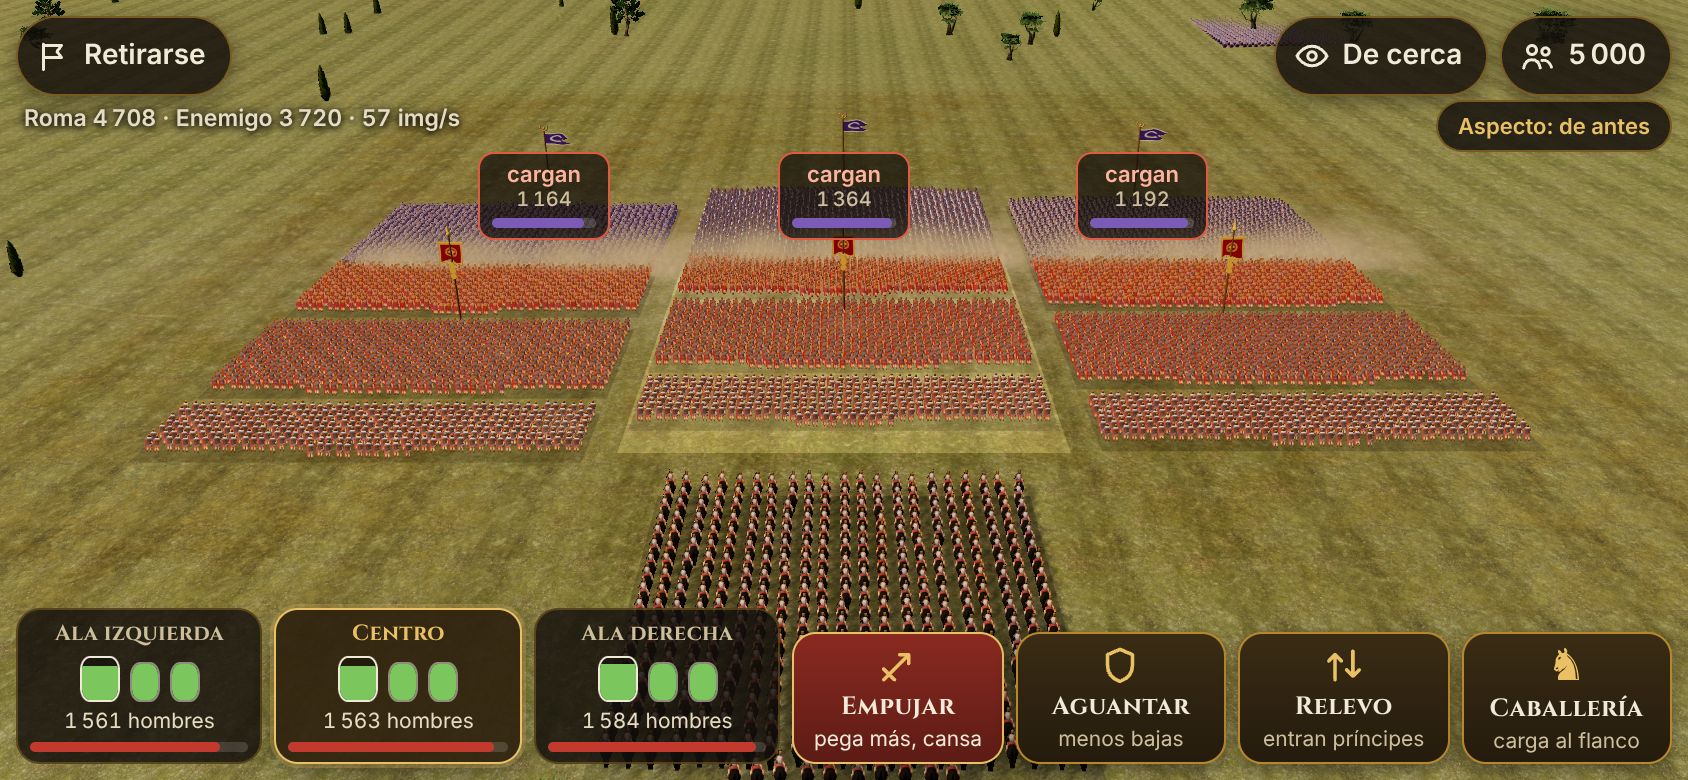 Retirarse
De cerca
5 000
Roma 4 708 · Enemigo 3 720 · 57 img/s
Aspecto: de antes
cargan
1 164
cargan
1 364
cargan
1 192
Ala izquierda
1 561 hombres
Centro
1 563 hombres
Ala derecha
1 584 hombres
Empujar
pega más, cansa
Aguantar
menos bajas
Relevo
entran príncipes
Caballería
carga al flanco